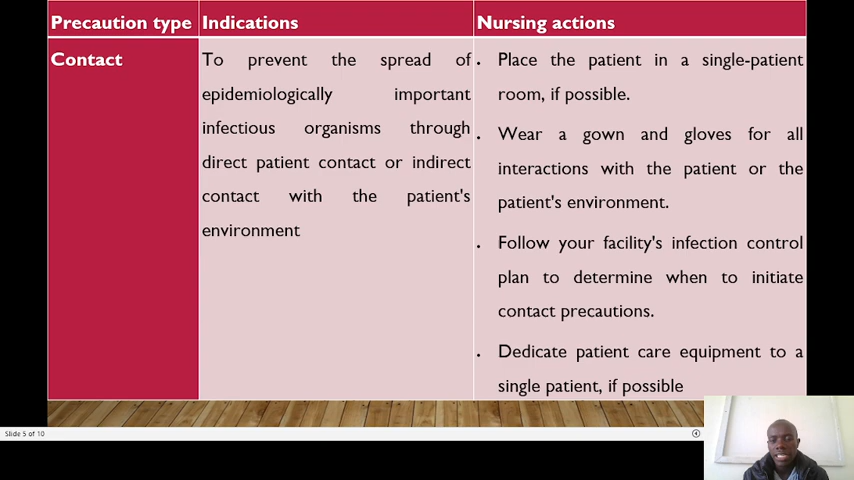 Precaution type Indications Nursing actions
Contact
To prevent the spread of
epidemiologically important
infectious organisms through
direct patient contact or indirect
contact with the patient's
environment
• Place the patient in a single-patient
room, if possible.
• Wear a gown and gloves for all
interactions with the patient or the
patient's environment.
• Follow your facility's infection control
plan to determine when to initiate
contact precautions.
• Dedicate patient care equipment to a
single patient, if possible
Slide 5 of 10